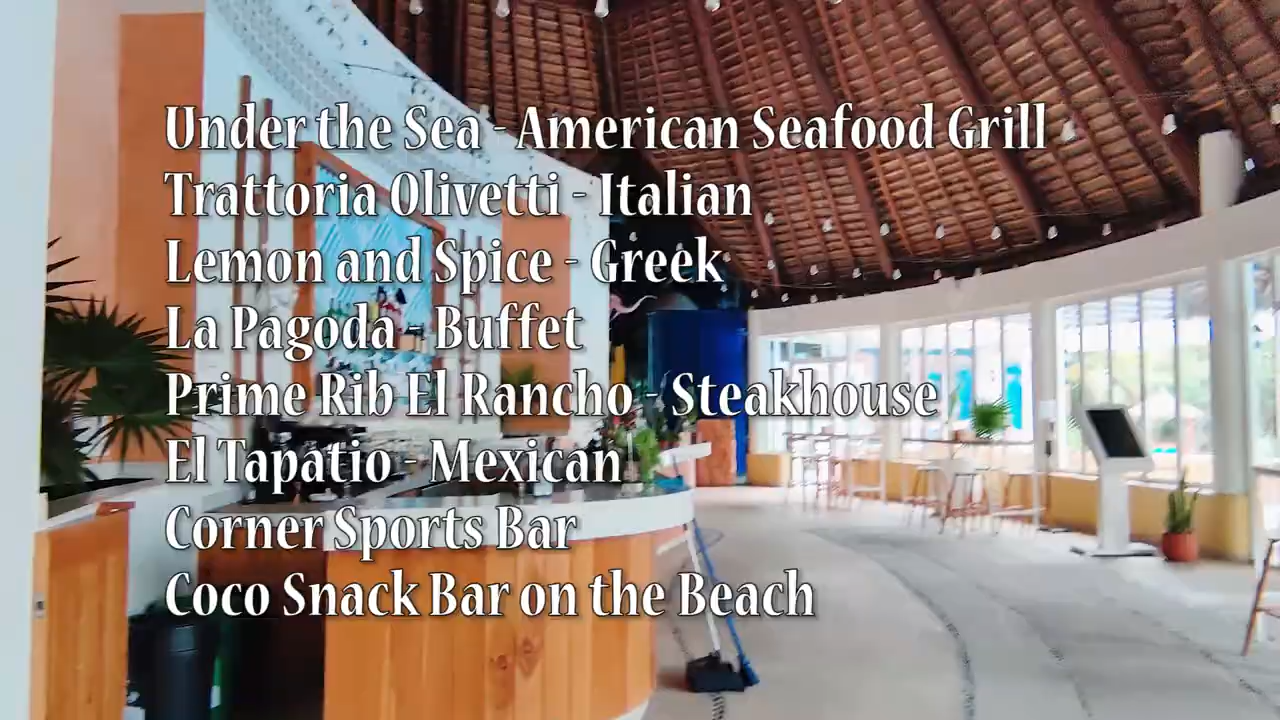 Under the Sea - American Seafood Grill
Trattoria Olivetti - Italian
Lemon and Spice - Greek
La Pagoda - Buffet
Prime Rib El Rancho - Steakhouse
El Tapatio - Mexican
Corner Sports Bar
Coco Snack Bar on the Beach